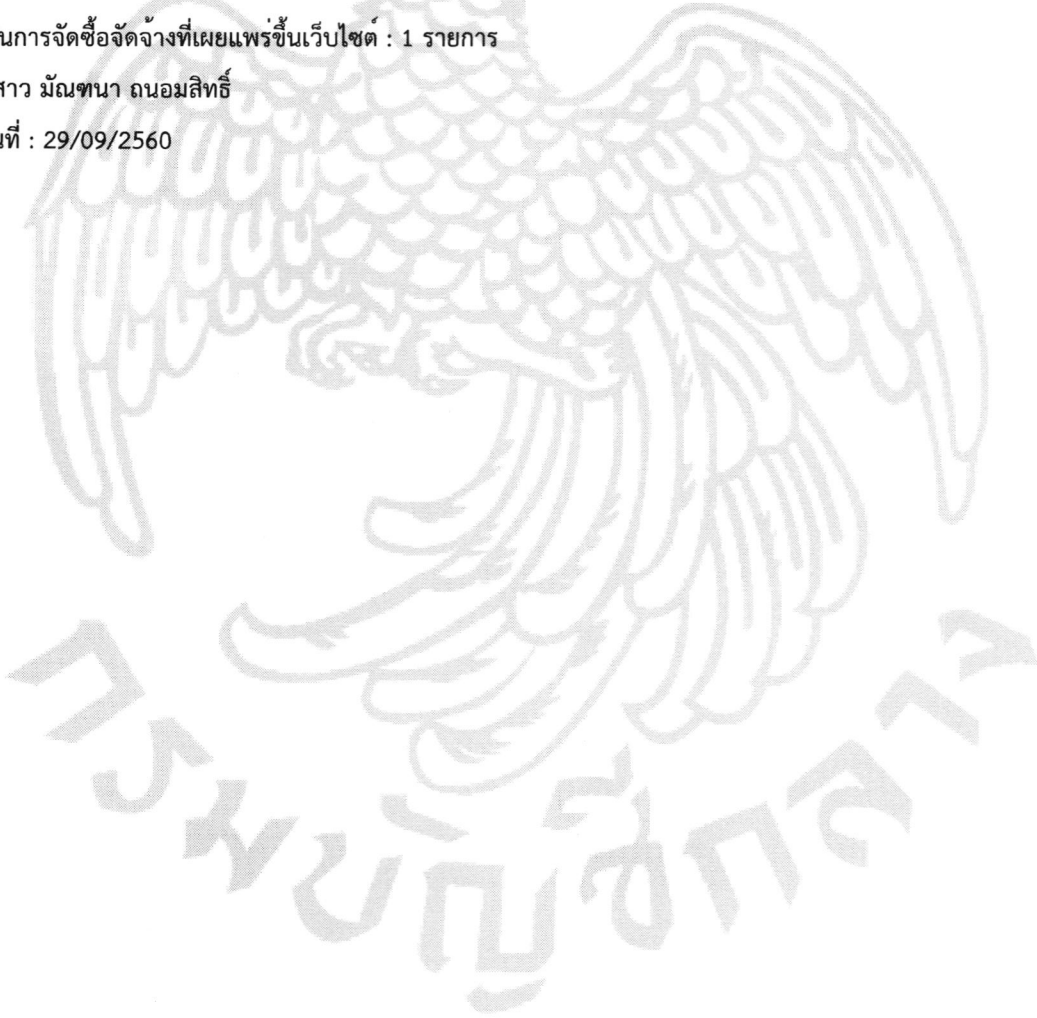 นการจัดซื้อจัดจ้างที่เผยแพร่ขึ้นเว็บไซต์ : 1 รายการ
สาว มัณฑนา ถนอมสิทธิ์
นที่ : 29/09/2560
กรมบัญชีกลาง